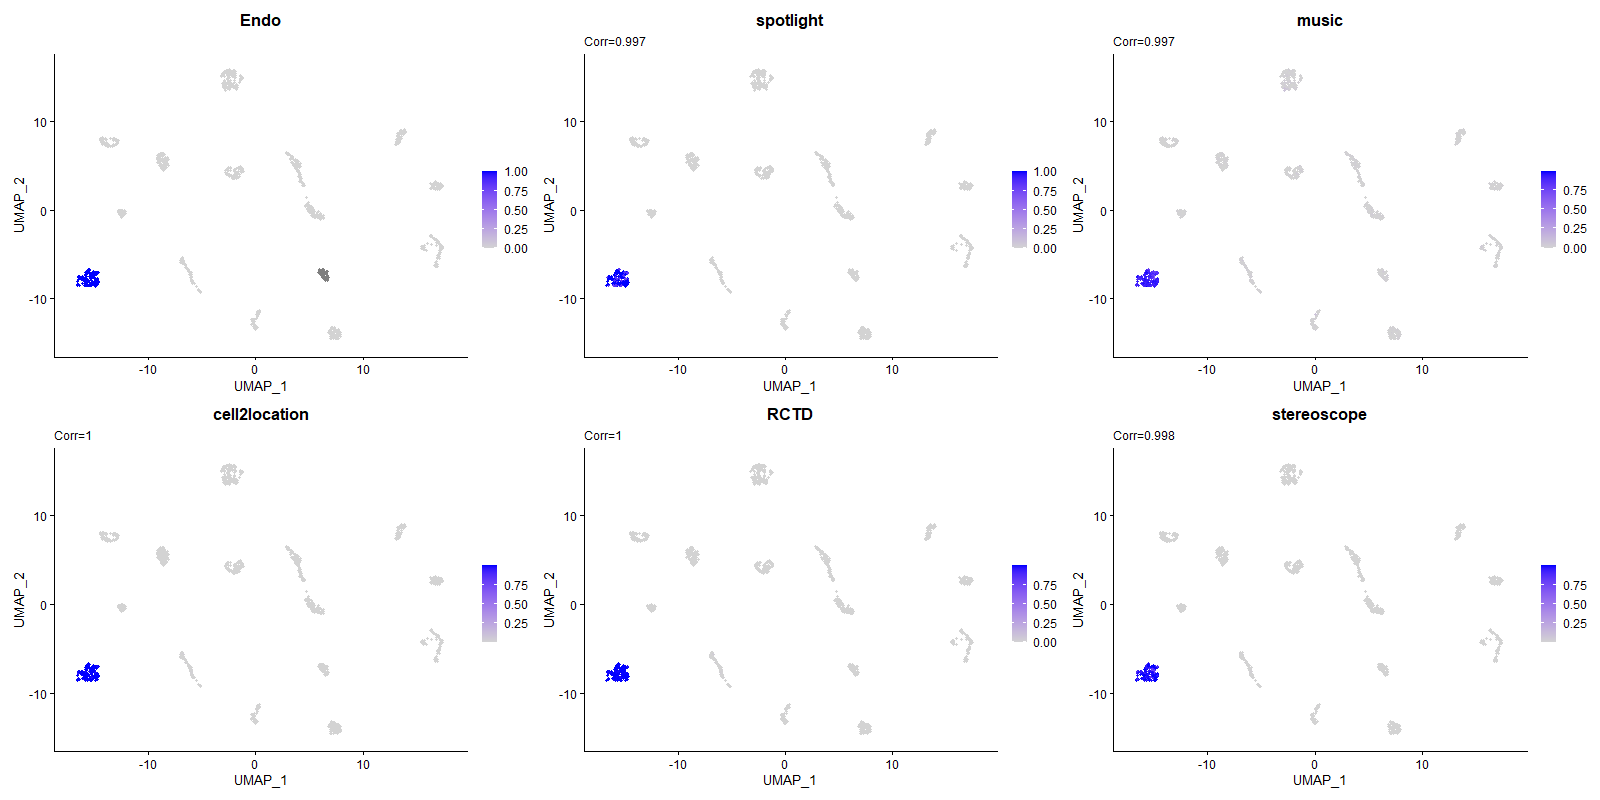 Endo
UMAP_2
10
0
-10
-10
0
10
UMAP_1
1.00
0.75
0.50
0.25
0.00
spotlight
Corr=0.997
UMAP_2
10
0
-10
-10
0
10
UMAP_1
1.00
0.75
0.50
0.25
0.00
music
Corr=0.997
UMAP_2
10
0
-10
-10
0
10
UMAP_1
0.75
0.50
0.25
0.00
cell2location
Corr=1
UMAP_2
10
0
-10
-10
0
10
UMAP_1
0.75
0.50
0.25
RCTD
Corr=1
UMAP_2
10
0
-10
-10
0
10
UMAP_1
0.75
0.50
0.25
0.00
stereoscope
Corr=0.998
UMAP_2
10
0
-10
-10
0
10
UMAP_1
0.75
0.50
0.25